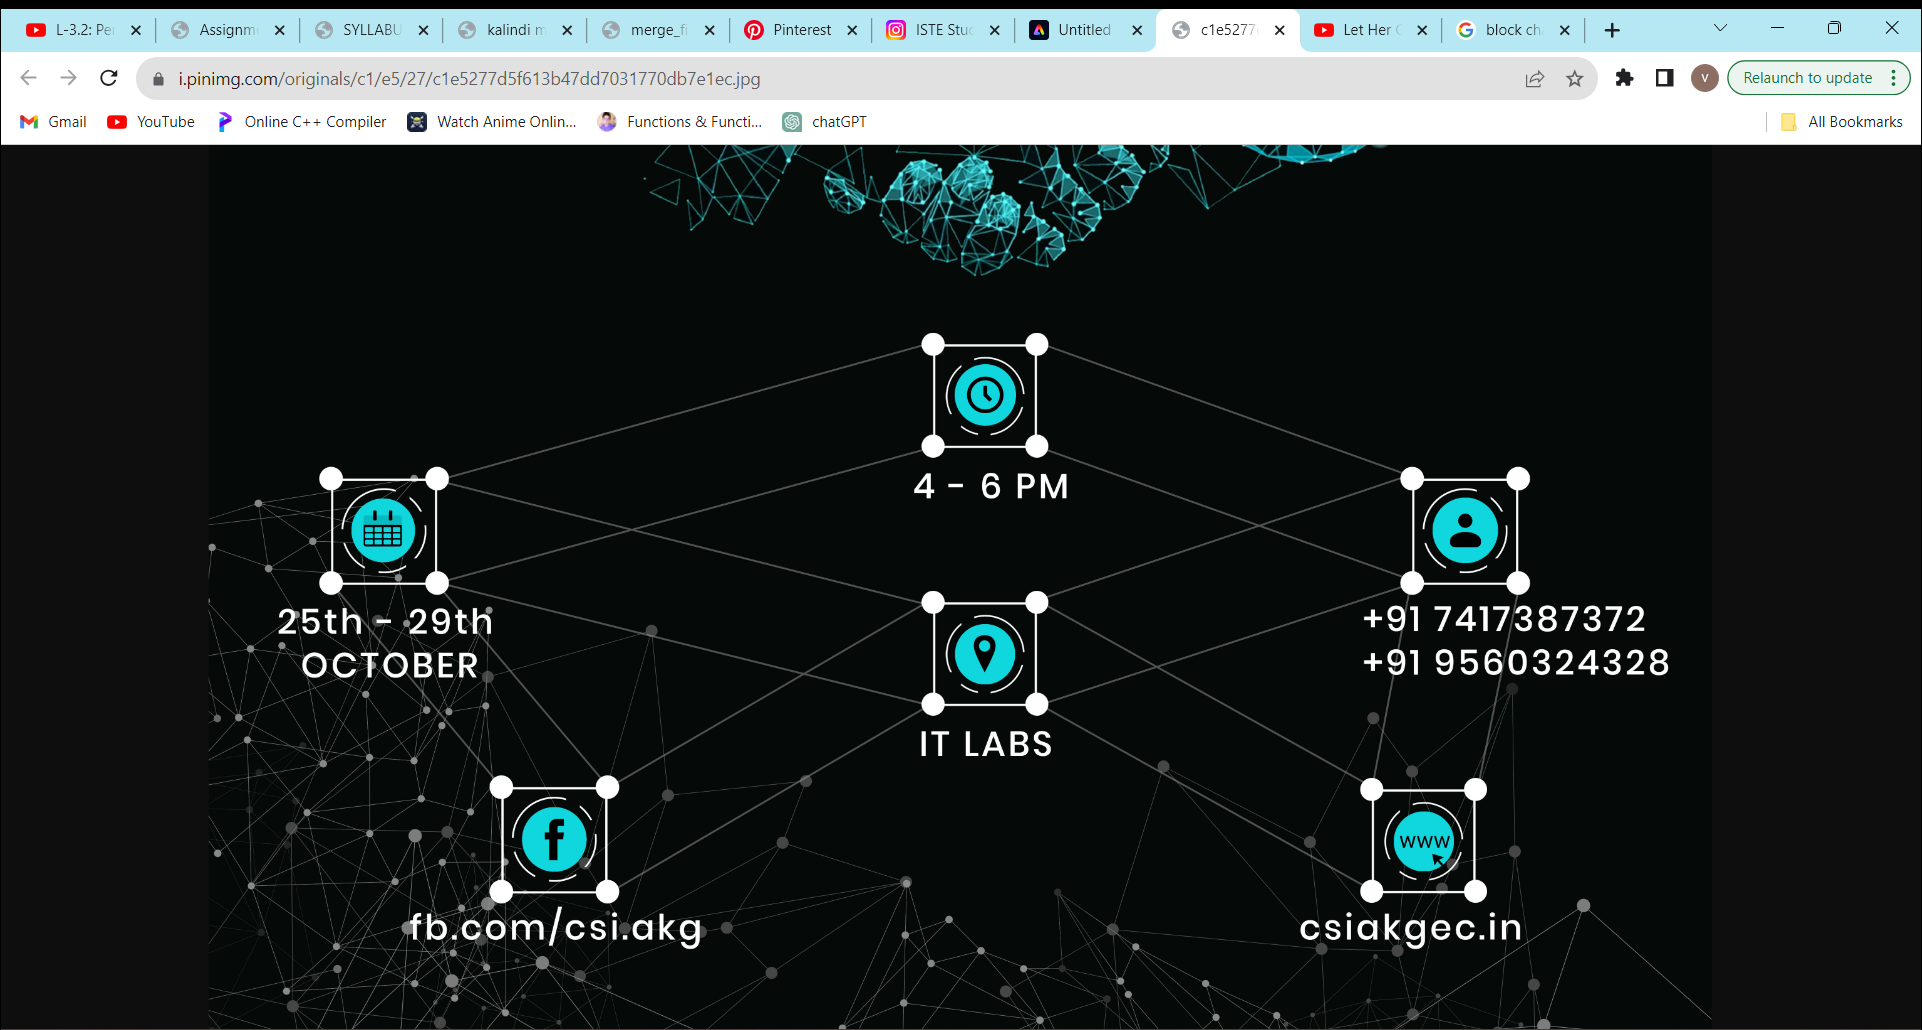 L-3.2: Pe
Assignm
SYLLABU
kalindi m
merge_fi
Pinterest
ISTE Stuc
Untitled
c1e5277
Let Her
block ch
i.pinimg.com/originals/c1/e5/27/c1e5277d5f613b47dd7031770db7e1ec.jpg
V
Relaunch to update
Gmail
YouTube
Online C++ Compiler
Watch Anime Onlin...
Functions & Functi...
chatGPT
All Bookmarks
4 - 6 PM
25th - 29th
OCTOBER
+91 7417387372
+91 9560324328
IT LABS
f
www
fb.com/csi.akg
csiakgec.in